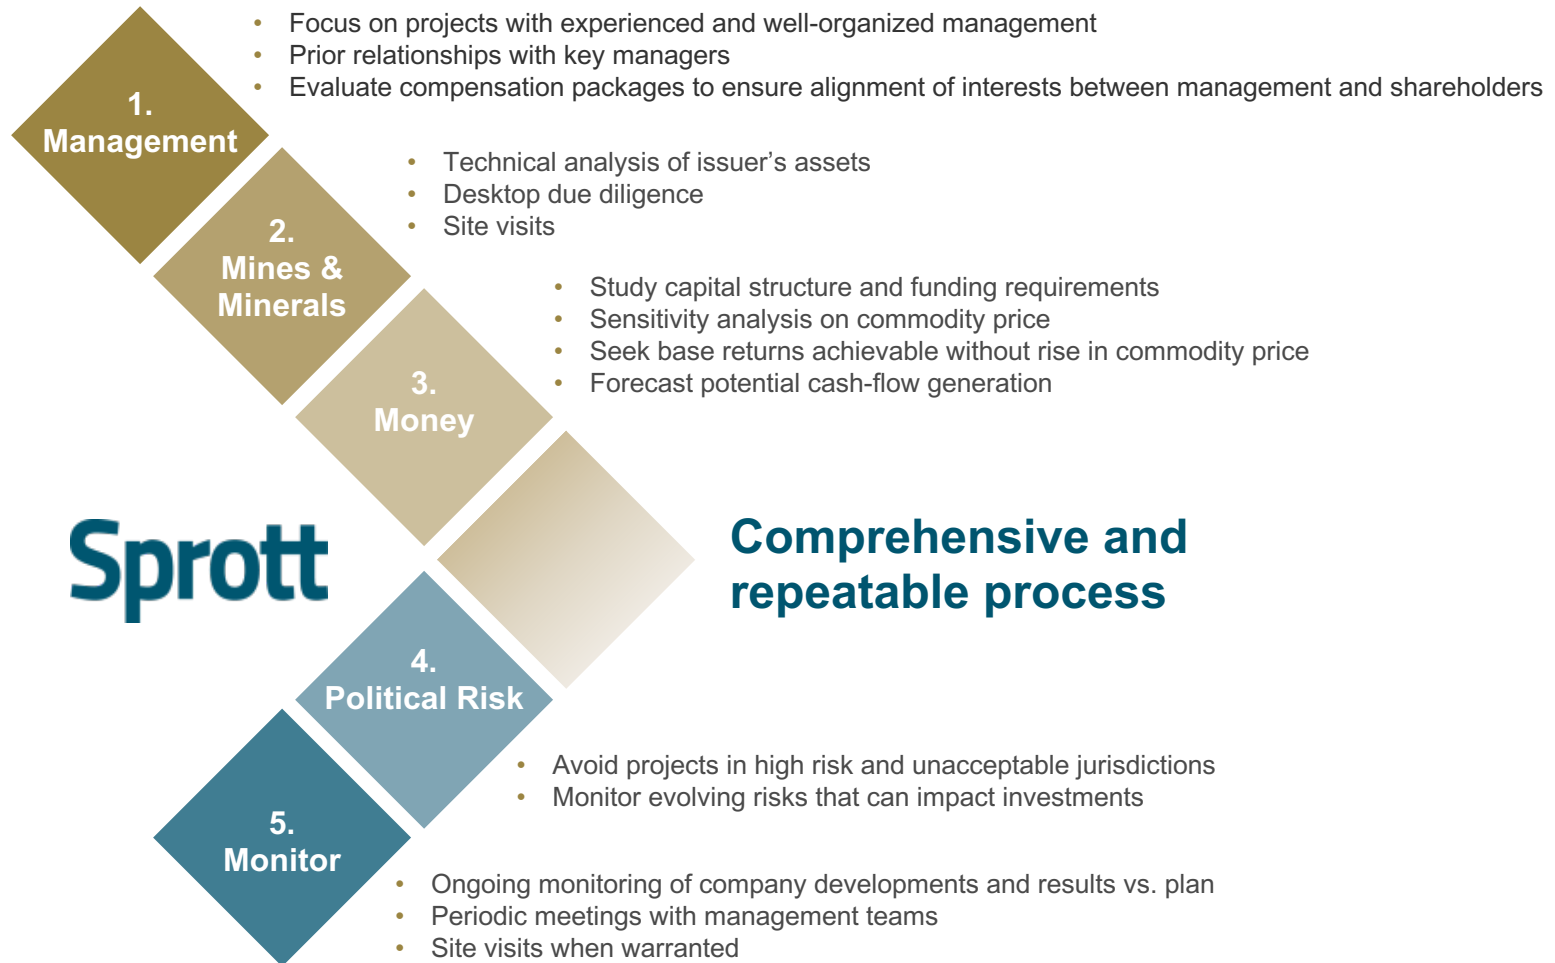 • Focus on projects with experienced and well-organized management
• Prior relationships with key managers
• Evaluate compensation packages to ensure alignment of interests between management and shareholders
1.
Management
• Technical analysis of issuer’s assets
• Desktop due diligence
• Site visits
2.
Mines &
Minerals
• Study capital structure and funding requirements
• Sensitivity analysis on commodity price
• Seek base returns achievable without rise in commodity price
• Forecast potential cash-flow generation
3.
Money
Sprott
Comprehensive and
repeatable process
4.
Political Risk
• Avoid projects in high risk and unacceptable jurisdictions
• Monitor evolving risks that can impact investments
5.
Monitor
• Ongoing monitoring of company developments and results vs. plan
• Periodic meetings with management teams
• Site visits when warranted